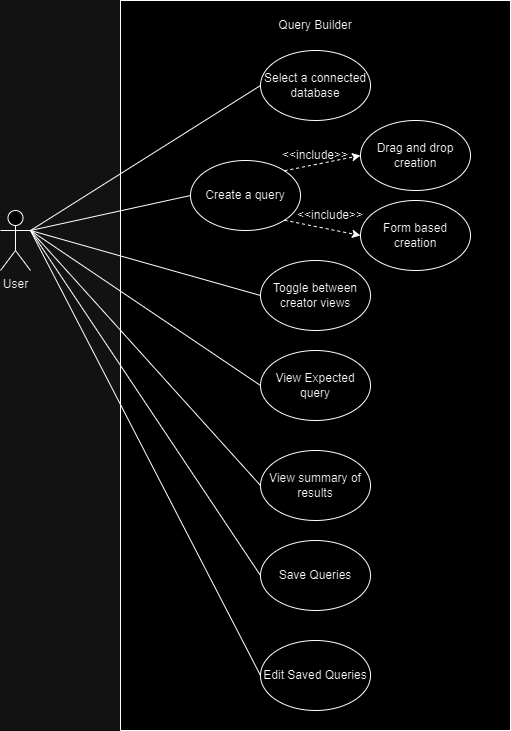 Query Builder
Select a connected
database
<<include>>
Drag and drop
creation
Create a query
<<include>>
Form based
creation
User
Toggle between
creator views
View Expected
query
View summary of
results
Save Queries
Edit Saved Queries